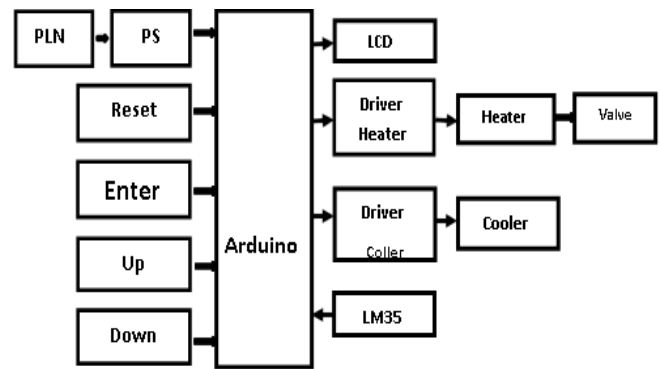 PLN
PS
Reset
Enter
Up
Down
Arduino
LCD
Driver
Heater
Heater
Valve
Driver
Coller
Cooler
LM35